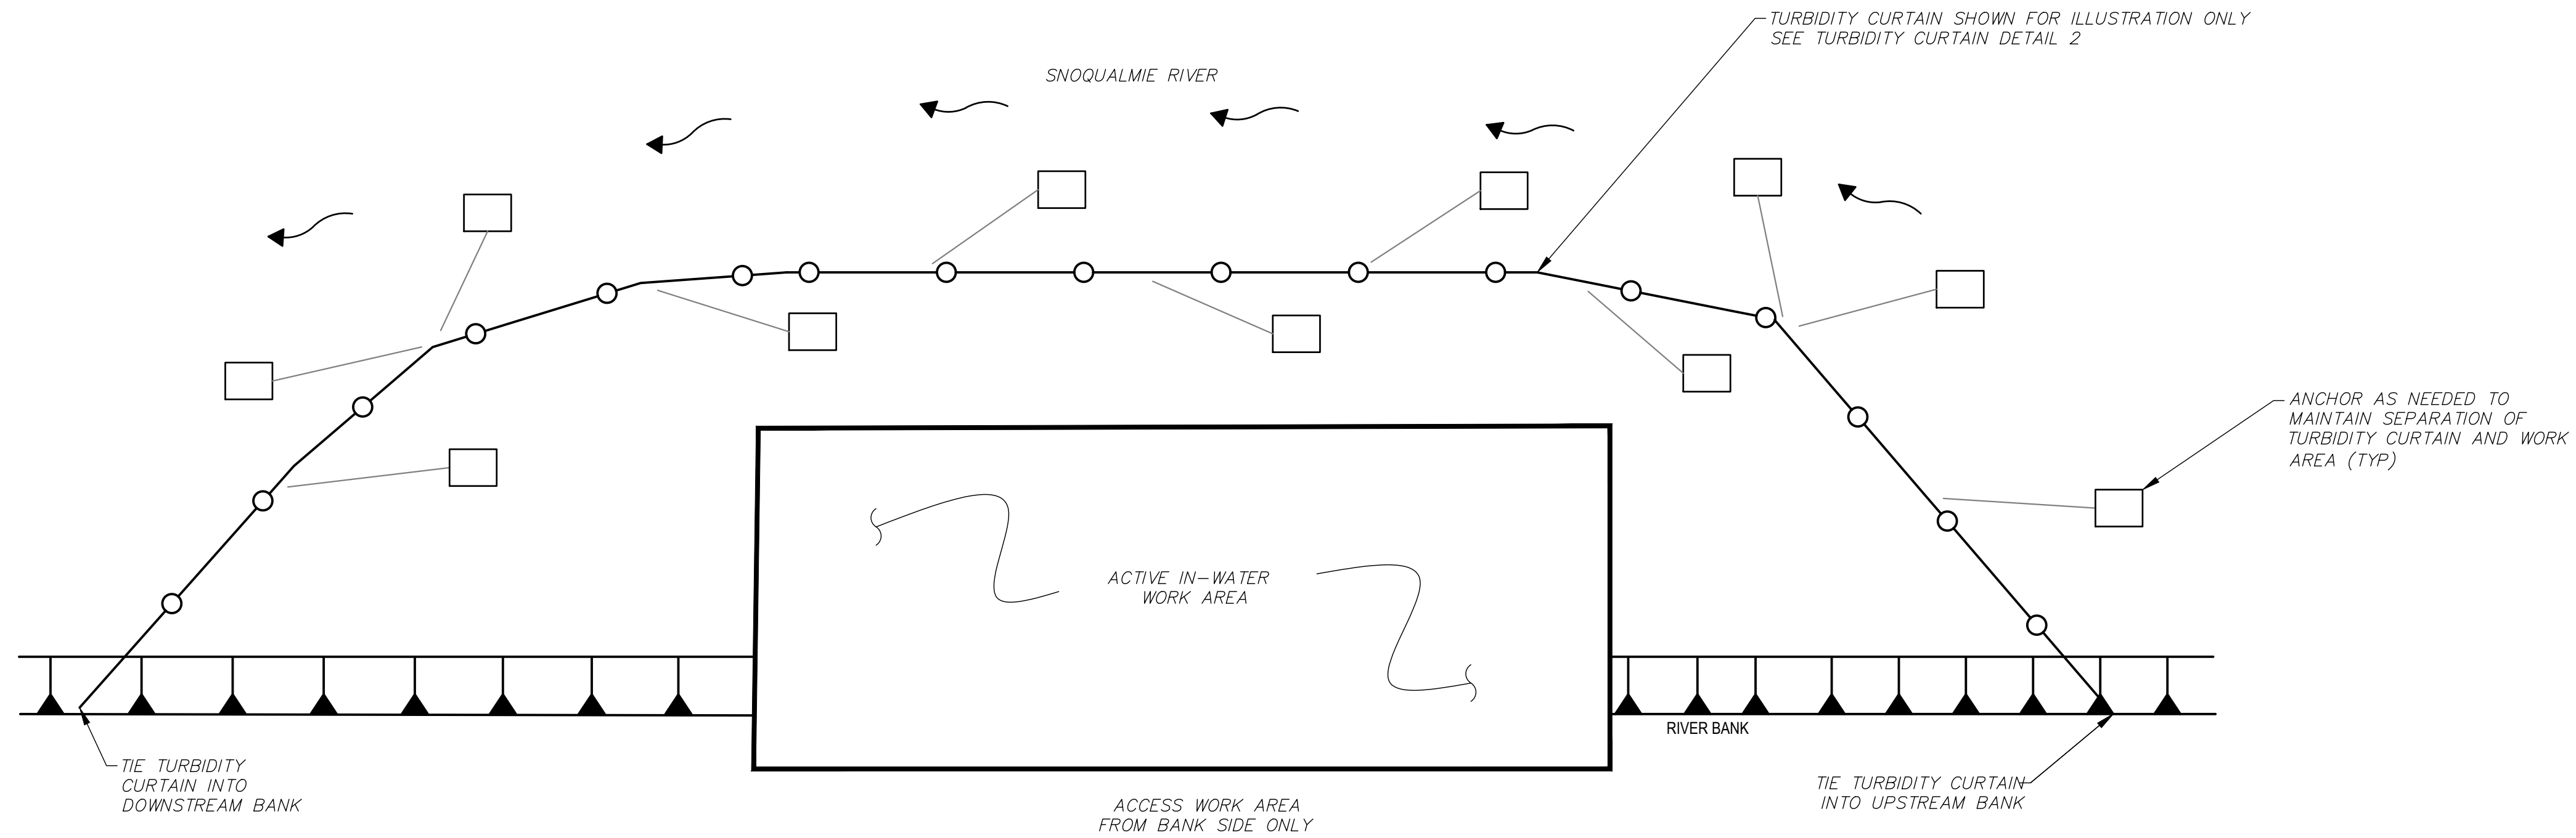 TURBIDITY CURTAIN SHOWN FOR ILLUSTRATION ONLY
SEE TURBIDITY CURTAIN DETAIL 2
SNOQUALMIE RIVER
ANCHOR AS NEEDED TO
MAINTAIN SEPARATION OF
TURBIDITY CURTAIN AND WORK
AREA (TYP)
ACTIVE IN-WATER
WORK AREA
RIVER BANK
TIE TURBIDITY
CURTAIN INTO
DOWNSTREAM BANK
TIE TURBIDITY CURTAIN
INTO UPSTREAM BANK
ACCESS WORK AREA
FROM BANK SIDE ONLY